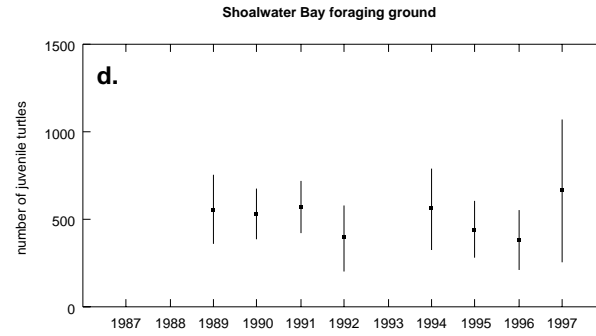 Shoalwater Bay foraging ground
d.
number of juvenile turtles
1500
1000
500
0
1987 1988 1989 1990 1991 1992 1993 1994 1995 1996 1997